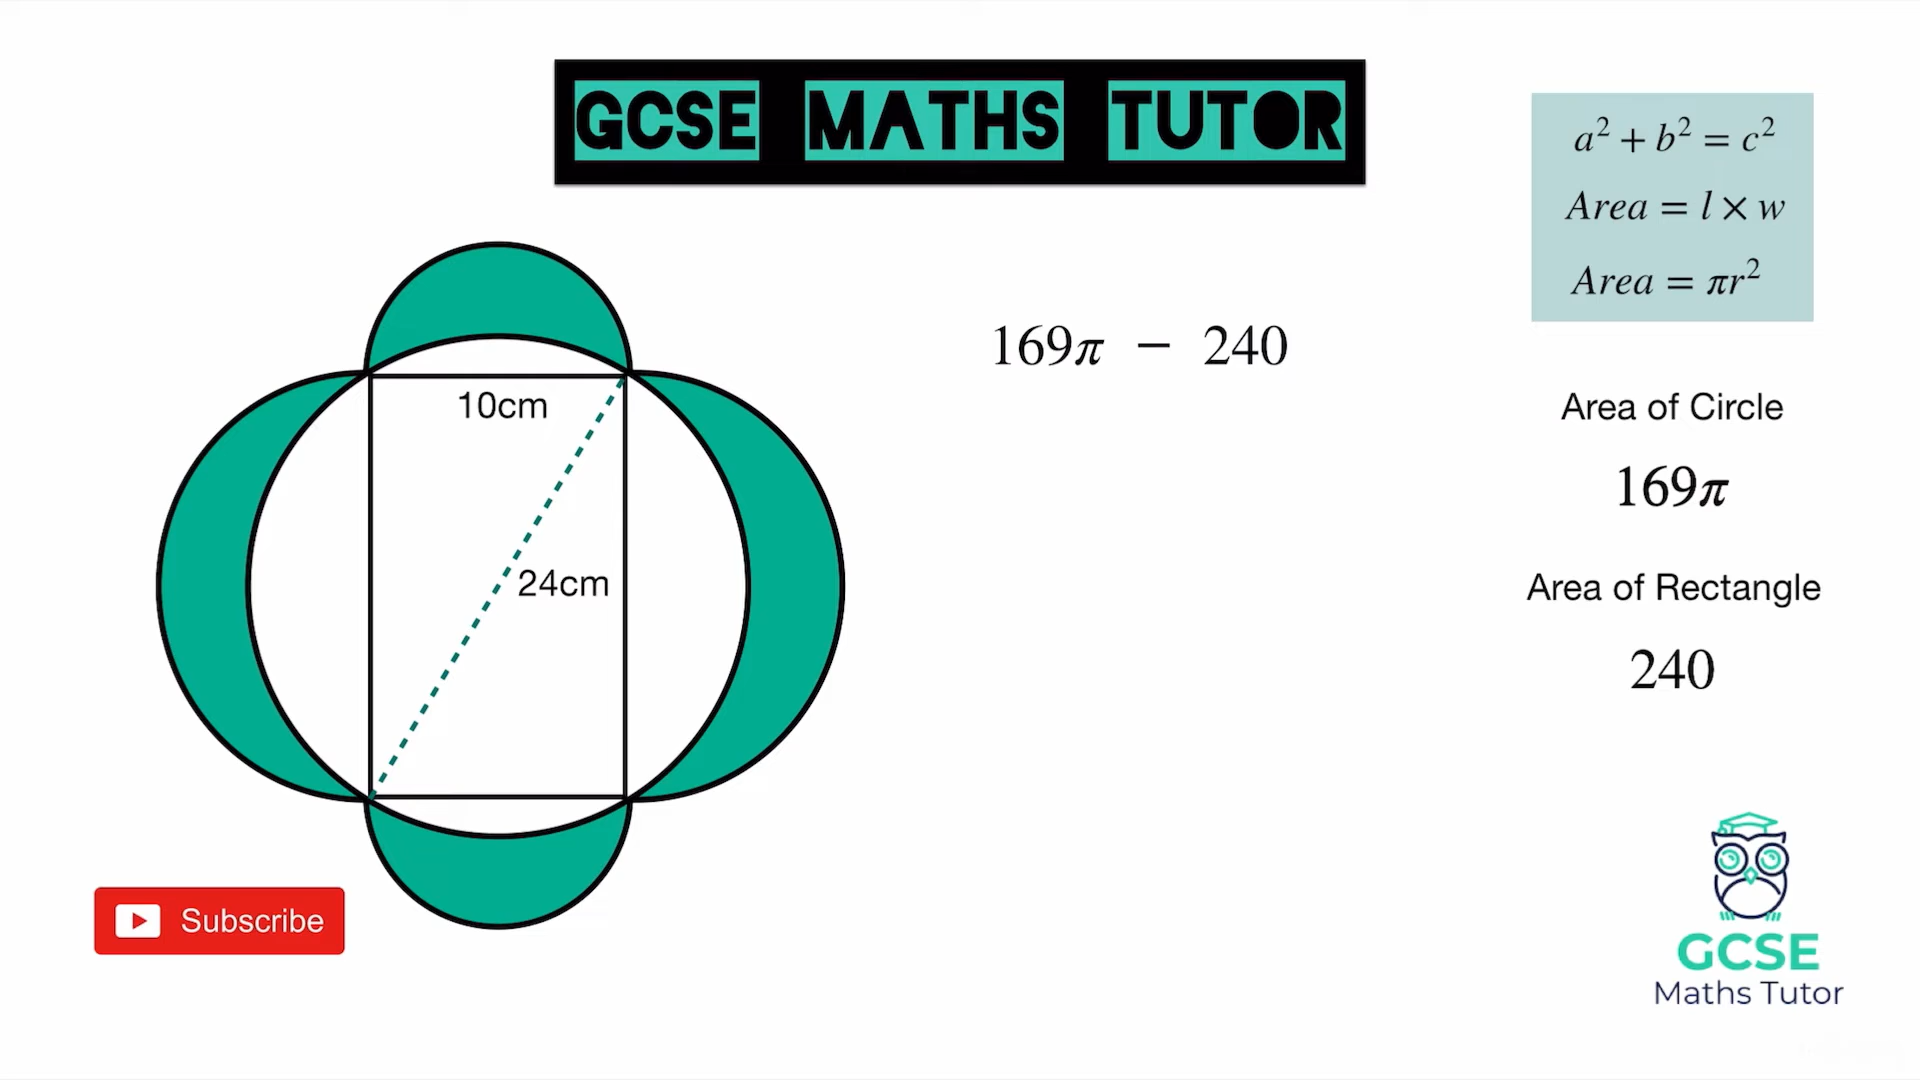 GCSE MATHS TUTOR
a² + b² = c²
Area = l × w
Area = πr²
169π − 240
10cm
24cm
Area of Circle
169π
Area of Rectangle
240
Subscribe
GCSE
Maths Tutor